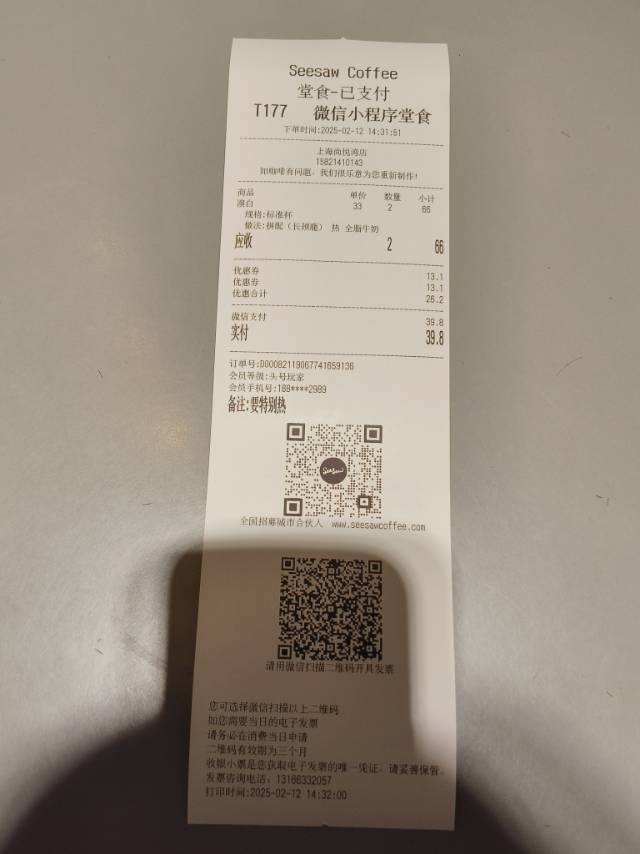 Seesaw Coffee
堂食-已支付
T177 微信小程序堂食
下单时间:2025-02-12 14:31:51
上海尚悦湾店
15821410143
如咖啡有问题，我们很乐意为您重新制作!
商品 单价 数量 小计
澳白 33 2 66
规格:标准杯
做法:拼配（长颈鹿） 热 全脂牛奶
应收 2 66
优惠券 13.1
优惠券 13.1
优惠合计 26.2
微信支付 39.8
实付 39.8
订单号:D00082119067741659136
会员等级:头号玩家
会员手机号:189****2989
备注:要特别热
SeeSaw
全国招募城市合伙人 www.seesawcoffee.com
请用微信扫描二维码开具发票
您可选择微信扫描以上二维码
如您需要当日的电子发票
请务必在消费当日申请
二维码有效期为三个月
收银小票是您获取电子发票的唯一凭证，请妥善保管。
发票咨询电话：13166332057
打印时间:2025-02-12 14:32:00